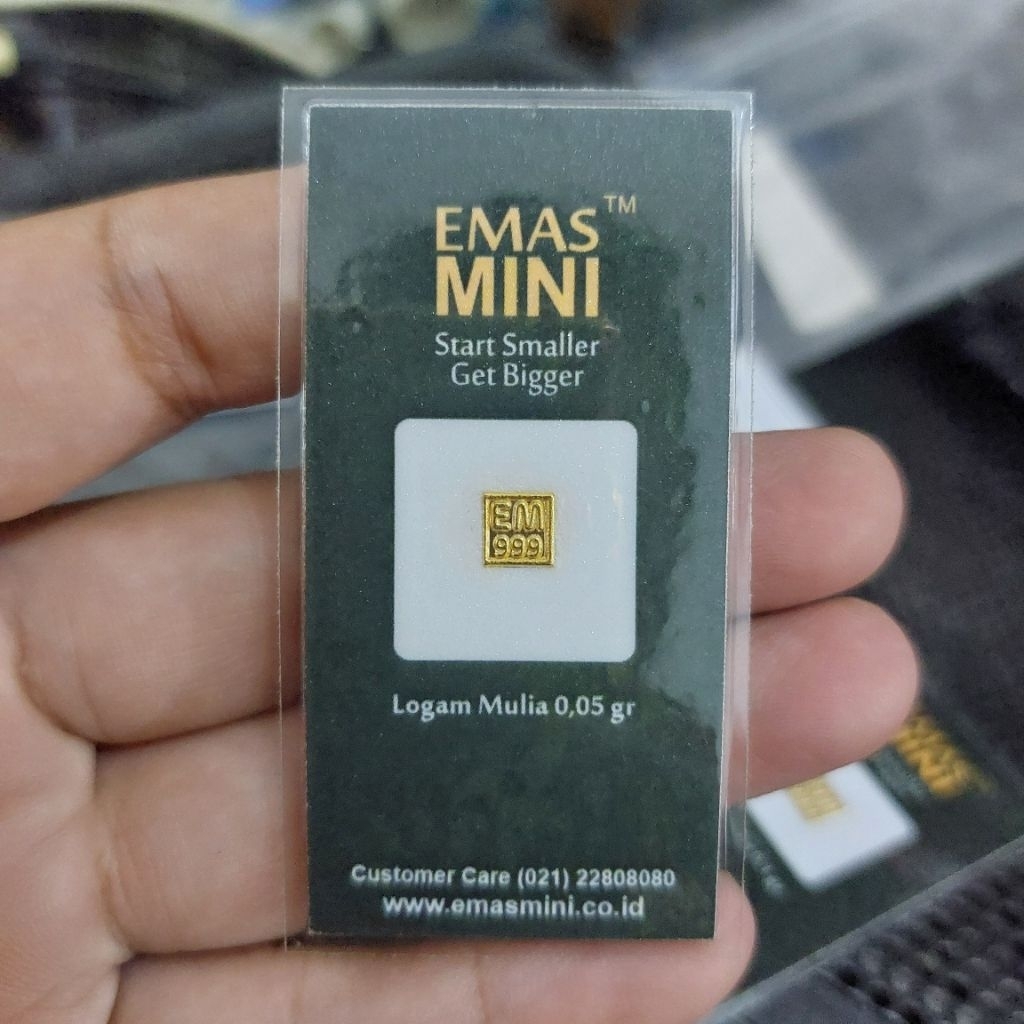 EMAS™
MINI
Start Smaller
Get Bigger
EM
999
Logam Mulia 0,05 gr
Customer Care (021) 22808080
www.emasmini.co.id
MINI